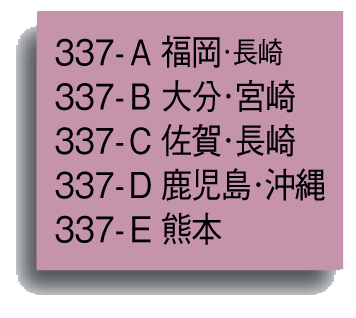 337-A 福岡・長崎
337-B 大分・宮崎
337-C 佐賀・長崎
337-D 鹿児島・沖縄
337-E 熊本